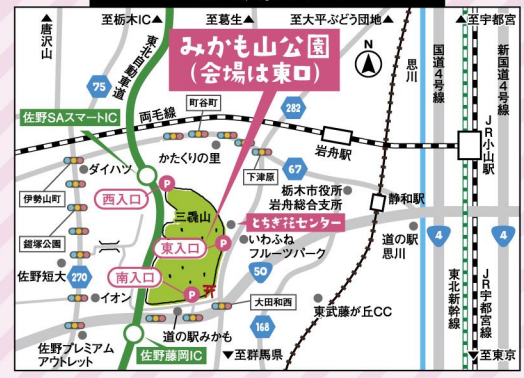 至栃木IC▲
至葛生▲
至大平ぶどう団地▲
▲至宇都宮
▲唐沢山
東北自動車道
みかも山公園
(会場は東口)
N
思川
国道4号線
新国道4号線
75
町谷町
両毛線
282
佐野SAスマートIC
岩舟駅
JR小山駅
かたくりの里
下津原
67
ダイハツ
伊勢山町
P
西入口
栃木市役所
岩舟総合支所
静和駅
三毳山
とちぎ花センター
鐙塚公園
東入口
P
いわふね
フルーツパーク
道の駅
思川
4
4
佐野短大
270
南入口
50
イオン
P
大田和西
東北新幹線
JR宇都宮線
道の駅みかも
168
東武藤が丘CC
佐野プレミアム
アウトレット
佐野藤岡IC
▼至群馬県
▼至東京